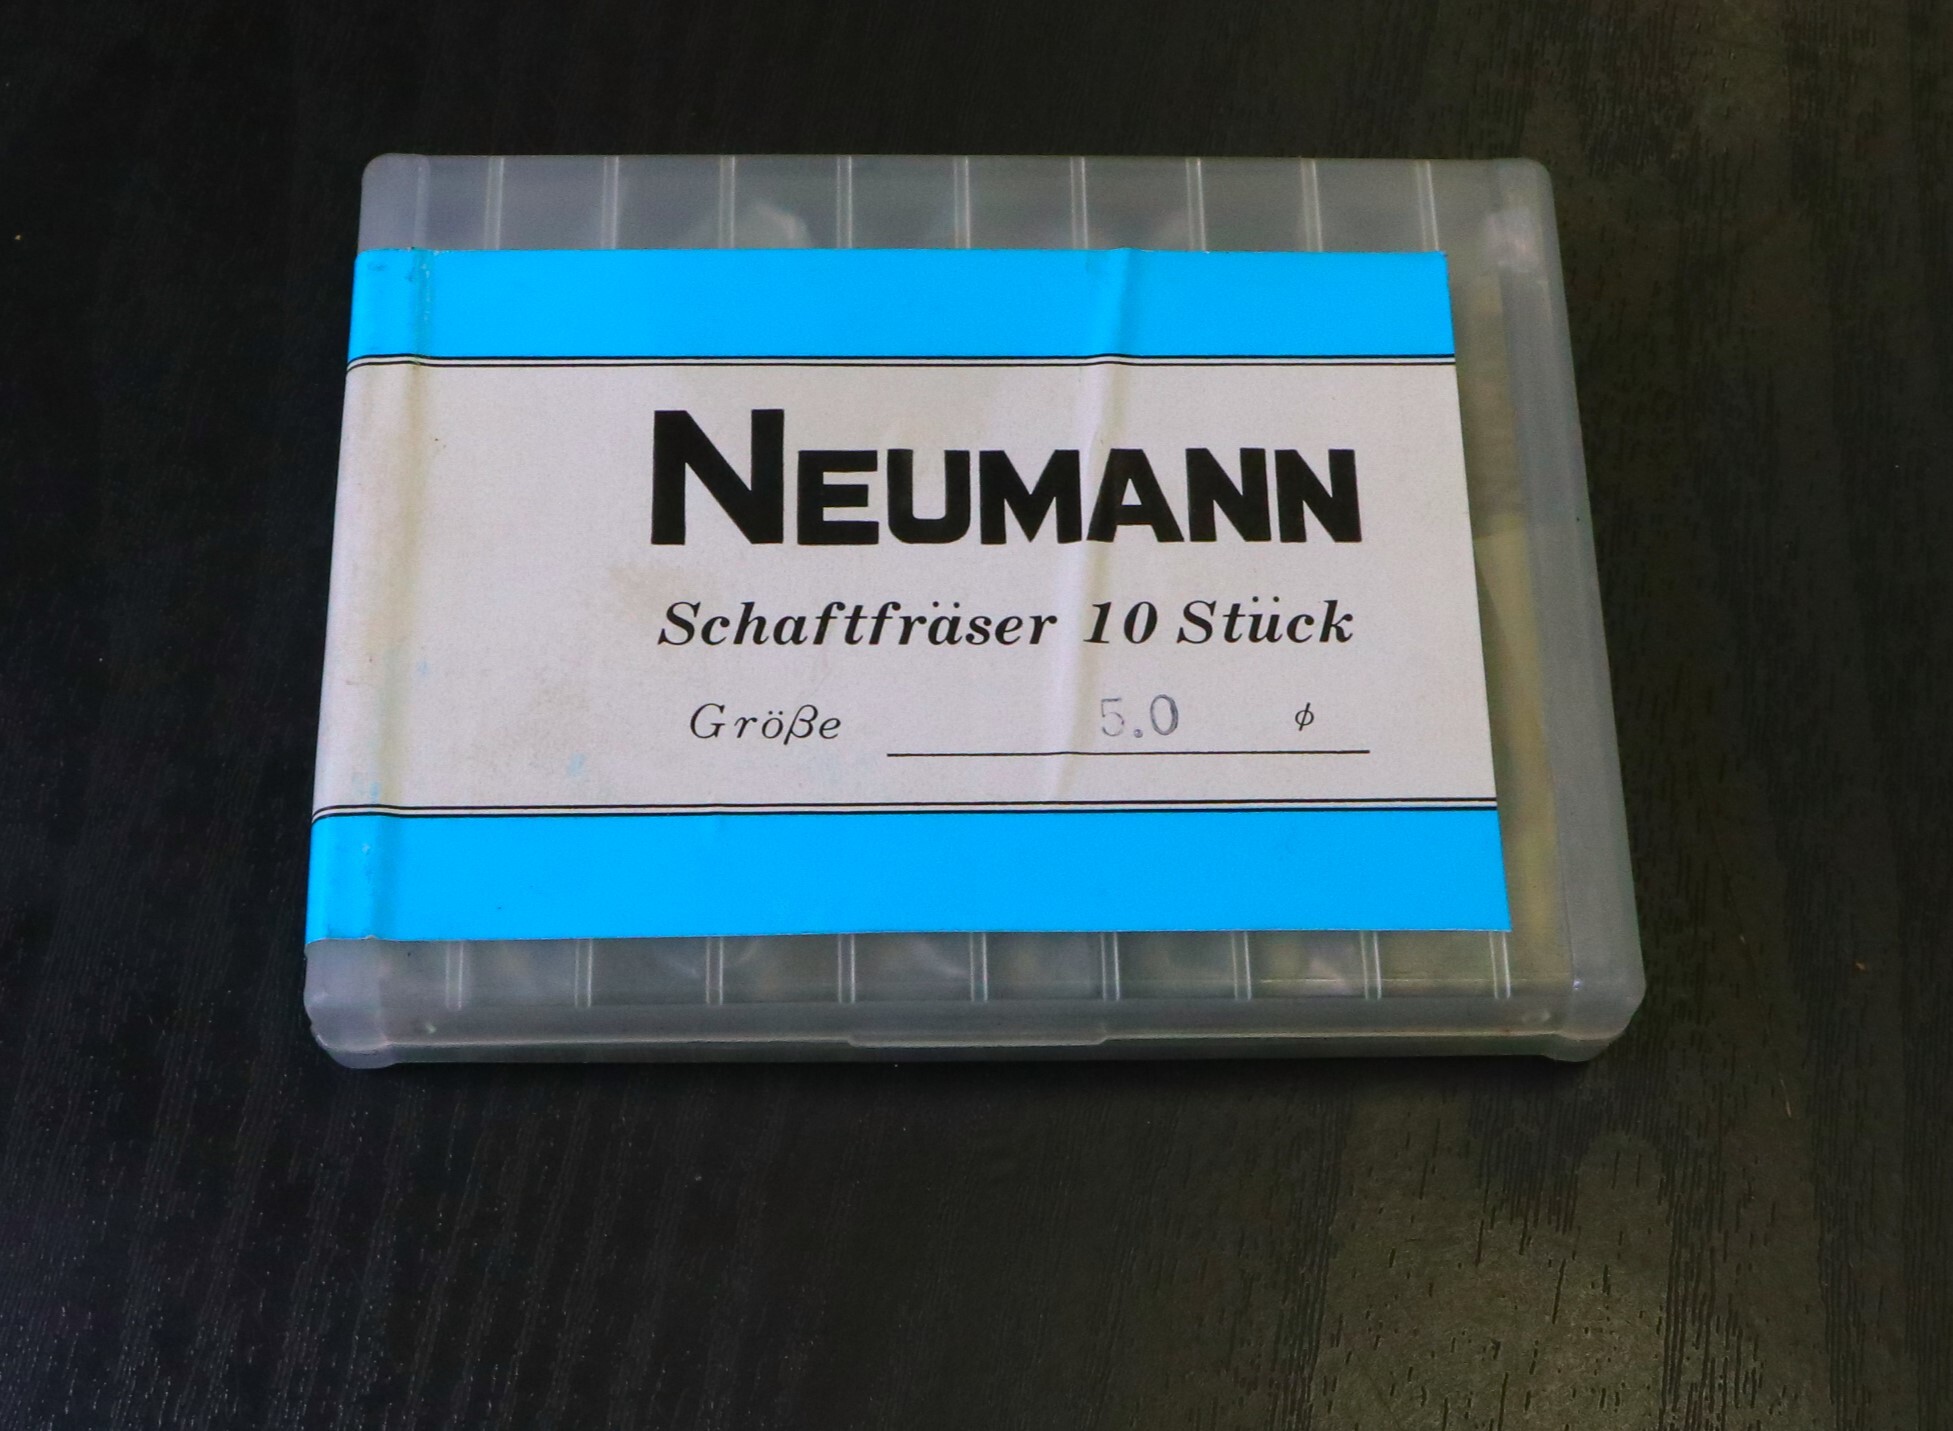 NEUMANN
Schaftfräser 10 Stück
Größe 5.0 ϕ